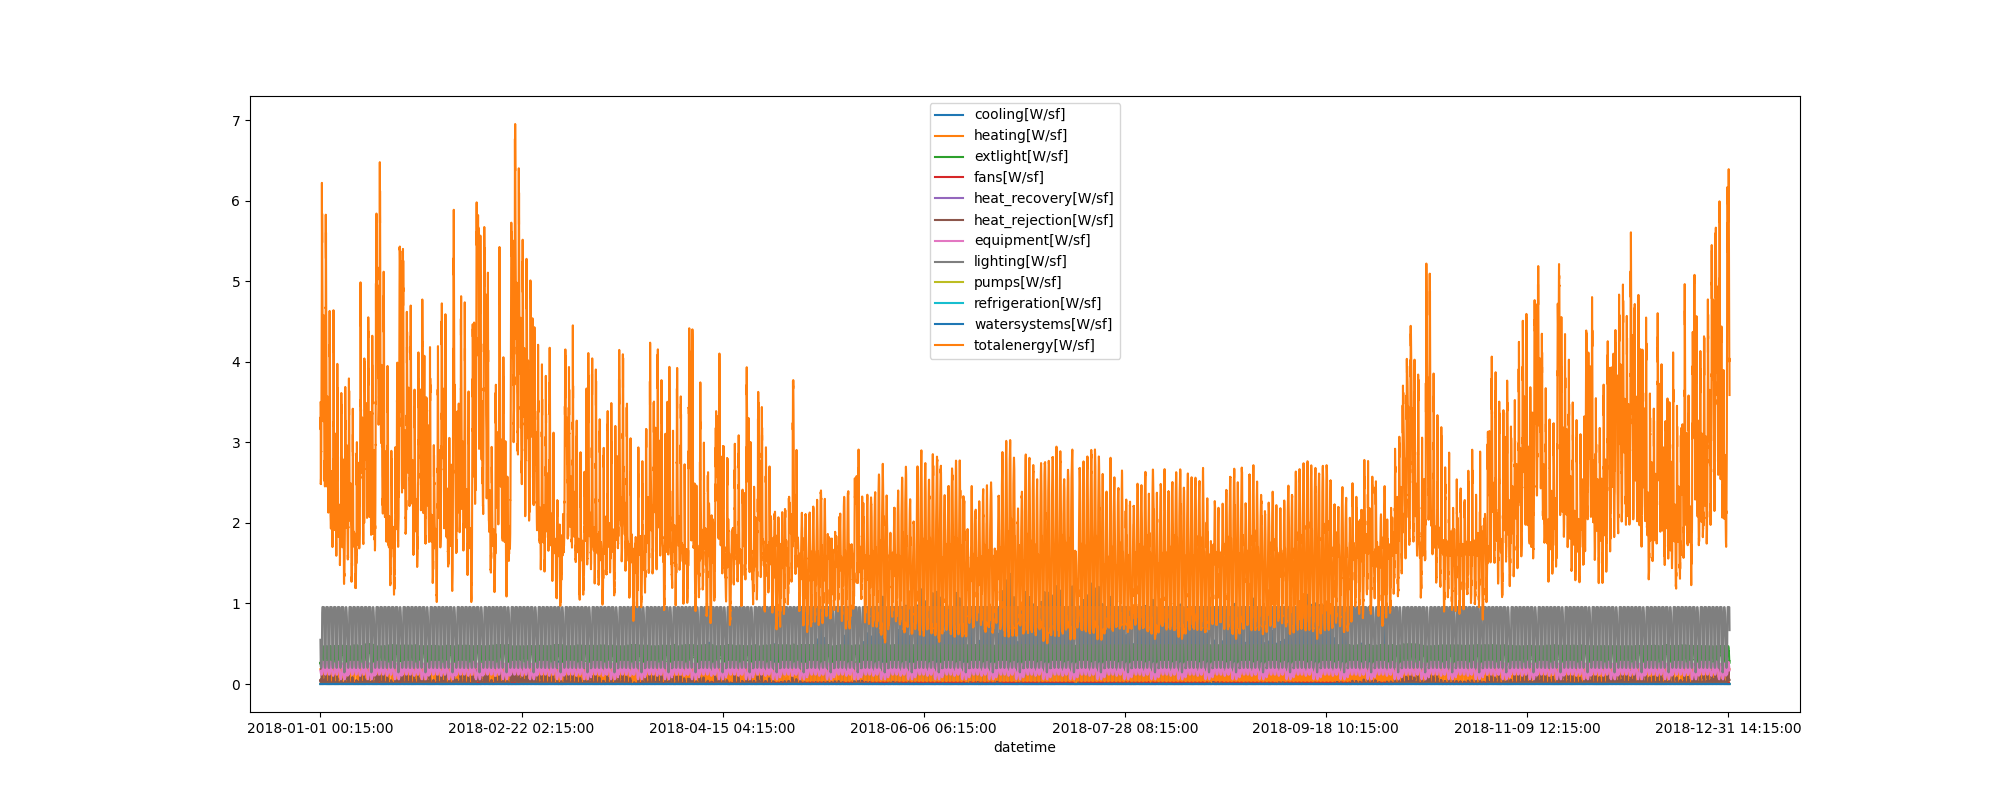 7
6
5
4
3
2
1
0
cooling[W/sf]
heating[W/sf]
extlight[W/sf]
fans[W/sf]
heat_recovery[W/sf]
heat_rejection[W/sf]
equipment[W/sf]
lighting[W/sf]
pumps[W/sf]
refrigeration[W/sf]
watersystems[W/sf]
totalenergy[W/sf]
2018-01-01 00:15:00 2018-02-22 02:15:00 2018-04-15 04:15:00 2018-06-06 06:15:00 2018-07-28 08:15:00 2018-09-18 10:15:00 2018-11-09 12:15:00 2018-12-31 14:15:00
datetime